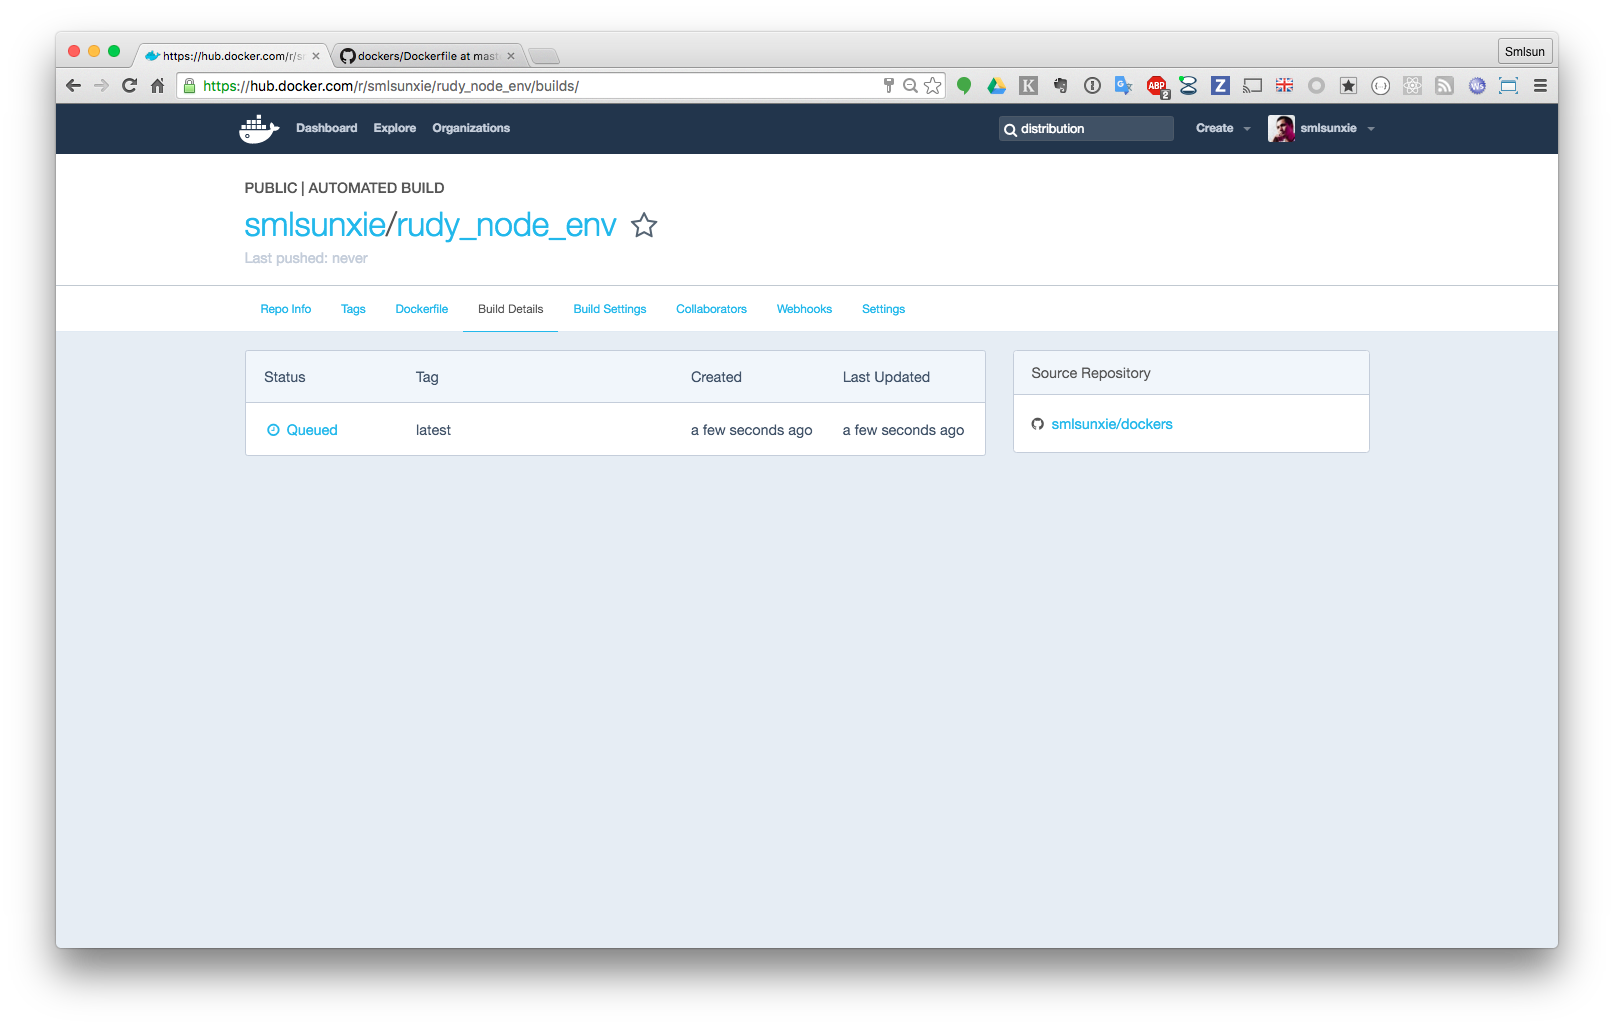 https://hub.docker.com/r/s
dockers/Dockerfile at mast
Smlsun
https://hub.docker.com/r/smlsunxie/rudy_node_env/builds/
K
ABP
2
Z
Ws
Dashboard
Explore
Organizations
distribution
Create
smlsunxie
PUBLIC | AUTOMATED BUILD
smlsunxie/rudy_node_env
Last pushed: never
Repo Info
Tags
Dockerfile
Build Details
Build Settings
Collaborators
Webhooks
Settings
Status
Tag
Created
Last Updated
Queued
latest
a few seconds ago
a few seconds ago
Source Repository
smlsunxie/dockers